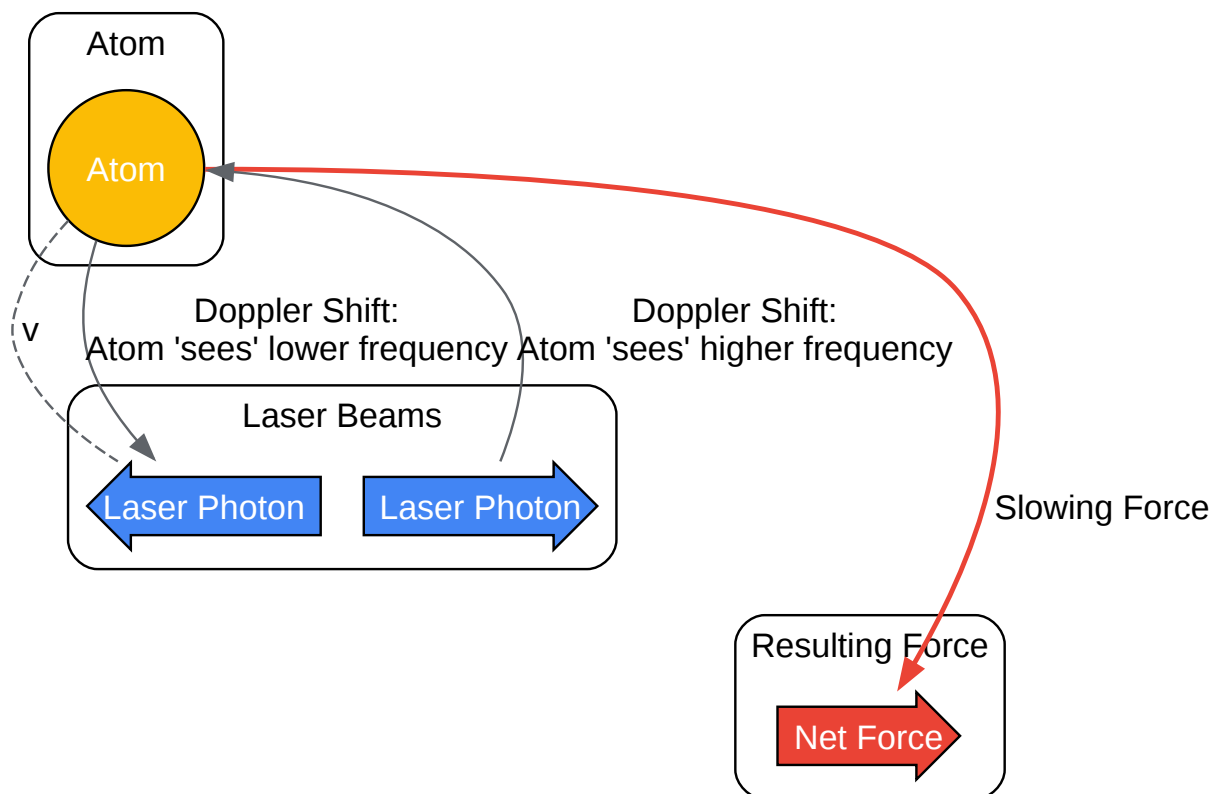 Atom
Atom
v
Doppler Shift:
Atom 'sees' lower frequency
Doppler Shift:
Atom 'sees' higher frequency
Laser Beams
Laser Photon
Laser Photon
Slowing Force
Resulting Force
Net Force